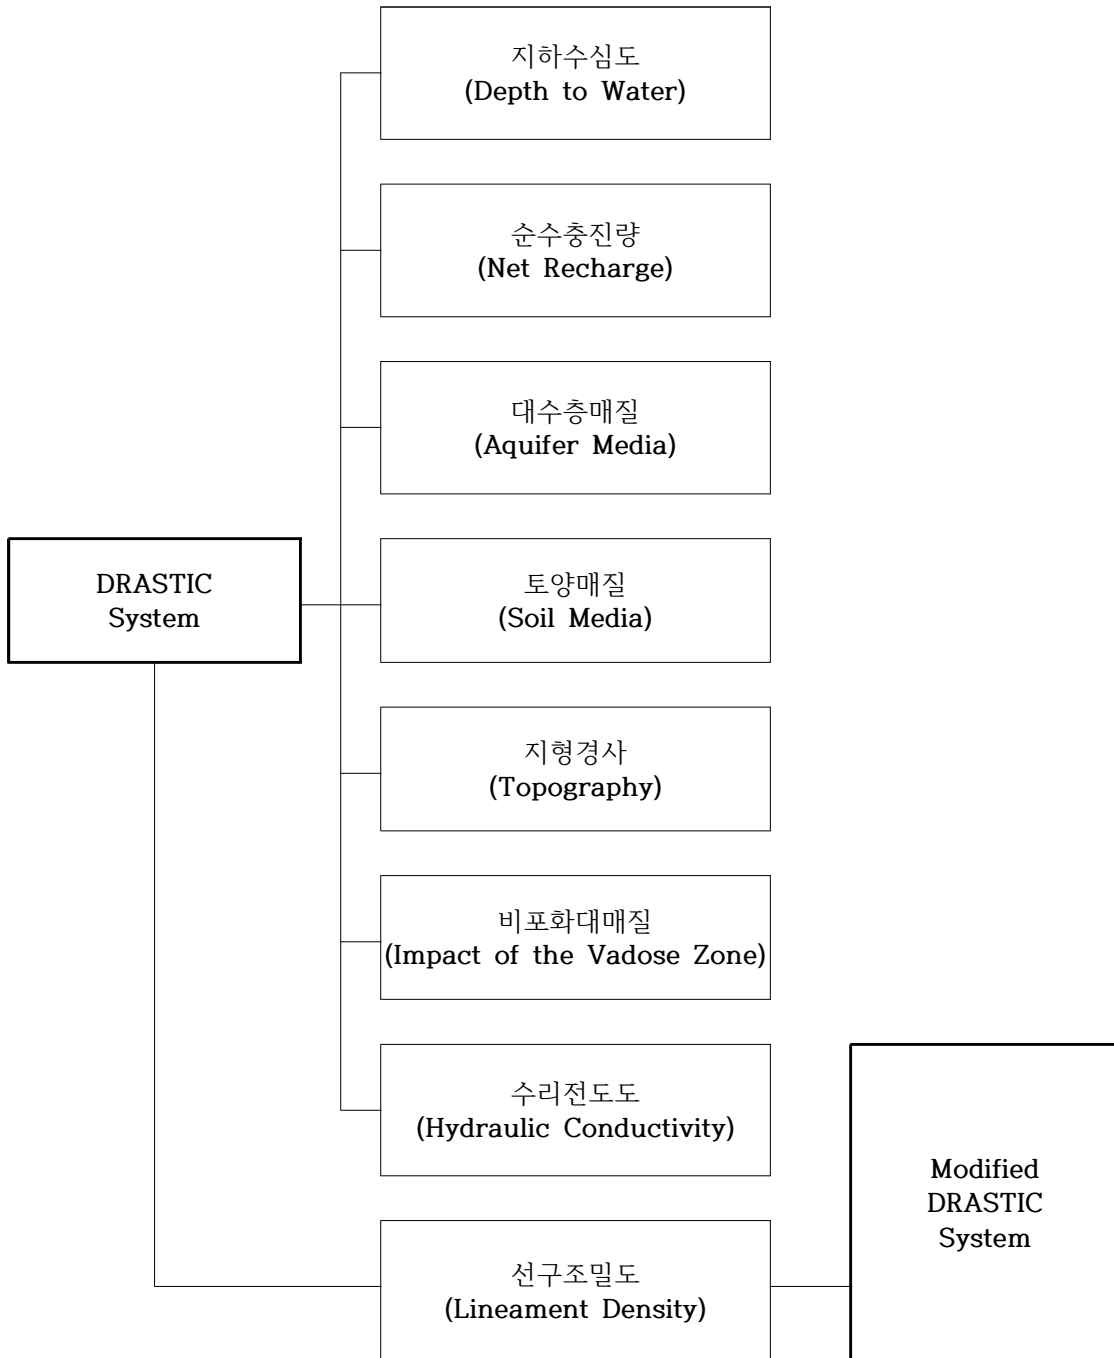 지하수심도
(Depth to Water)
순수충진량
(Net Recharge)
대수층매질
(Aquifer Media)
DRASTIC
System
토양매질
(Soil Media)
지형경사
(Topography)
비포화대매질
(Impact of the Vadose Zone)
수리전도도
(Hydraulic Conductivity)
선구조밀도
(Lineament Density)
Modified
DRASTIC
System